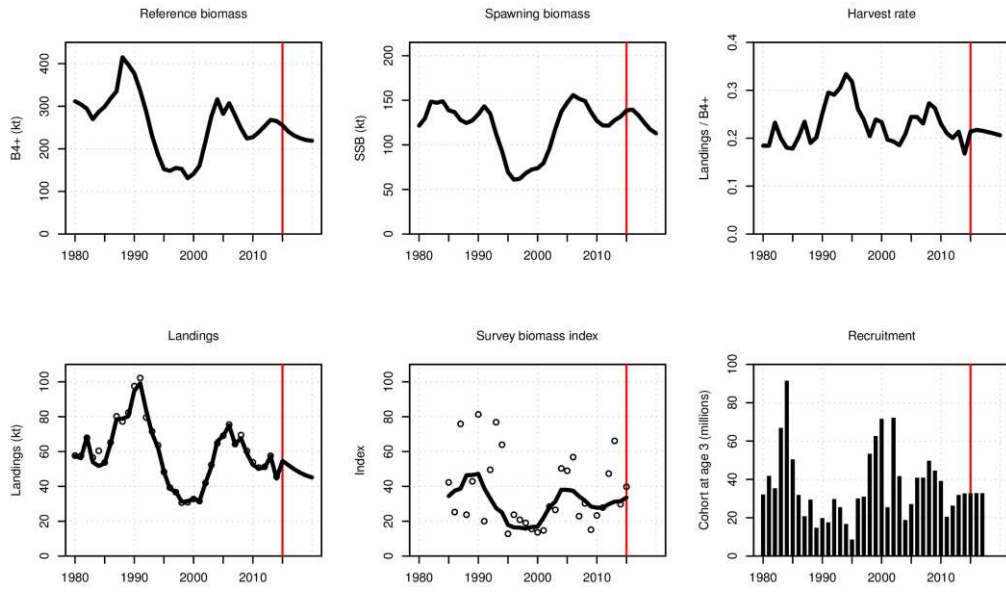 Reference biomass
B4+ (kt)
0 100 200 300 400
1980 1990 2000 2010
Spawning biomass
SSB (kt)
0 50 100 150 200
1980 1990 2000 2010
Harvest rate
Landings / B4+
0.0 0.1 0.2 0.3 0.4
1980 1990 2000 2010
Landings
Landings (kt)
0 20 40 60 80 100
1980 1990 2000 2010
Survey biomass index
Index
0 20 40 60 80 100
1980 1990 2000 2010
Recruitment
Cohort at age 3 (millions)
0 20 40 60 80 100
1980 1990 2000 2010